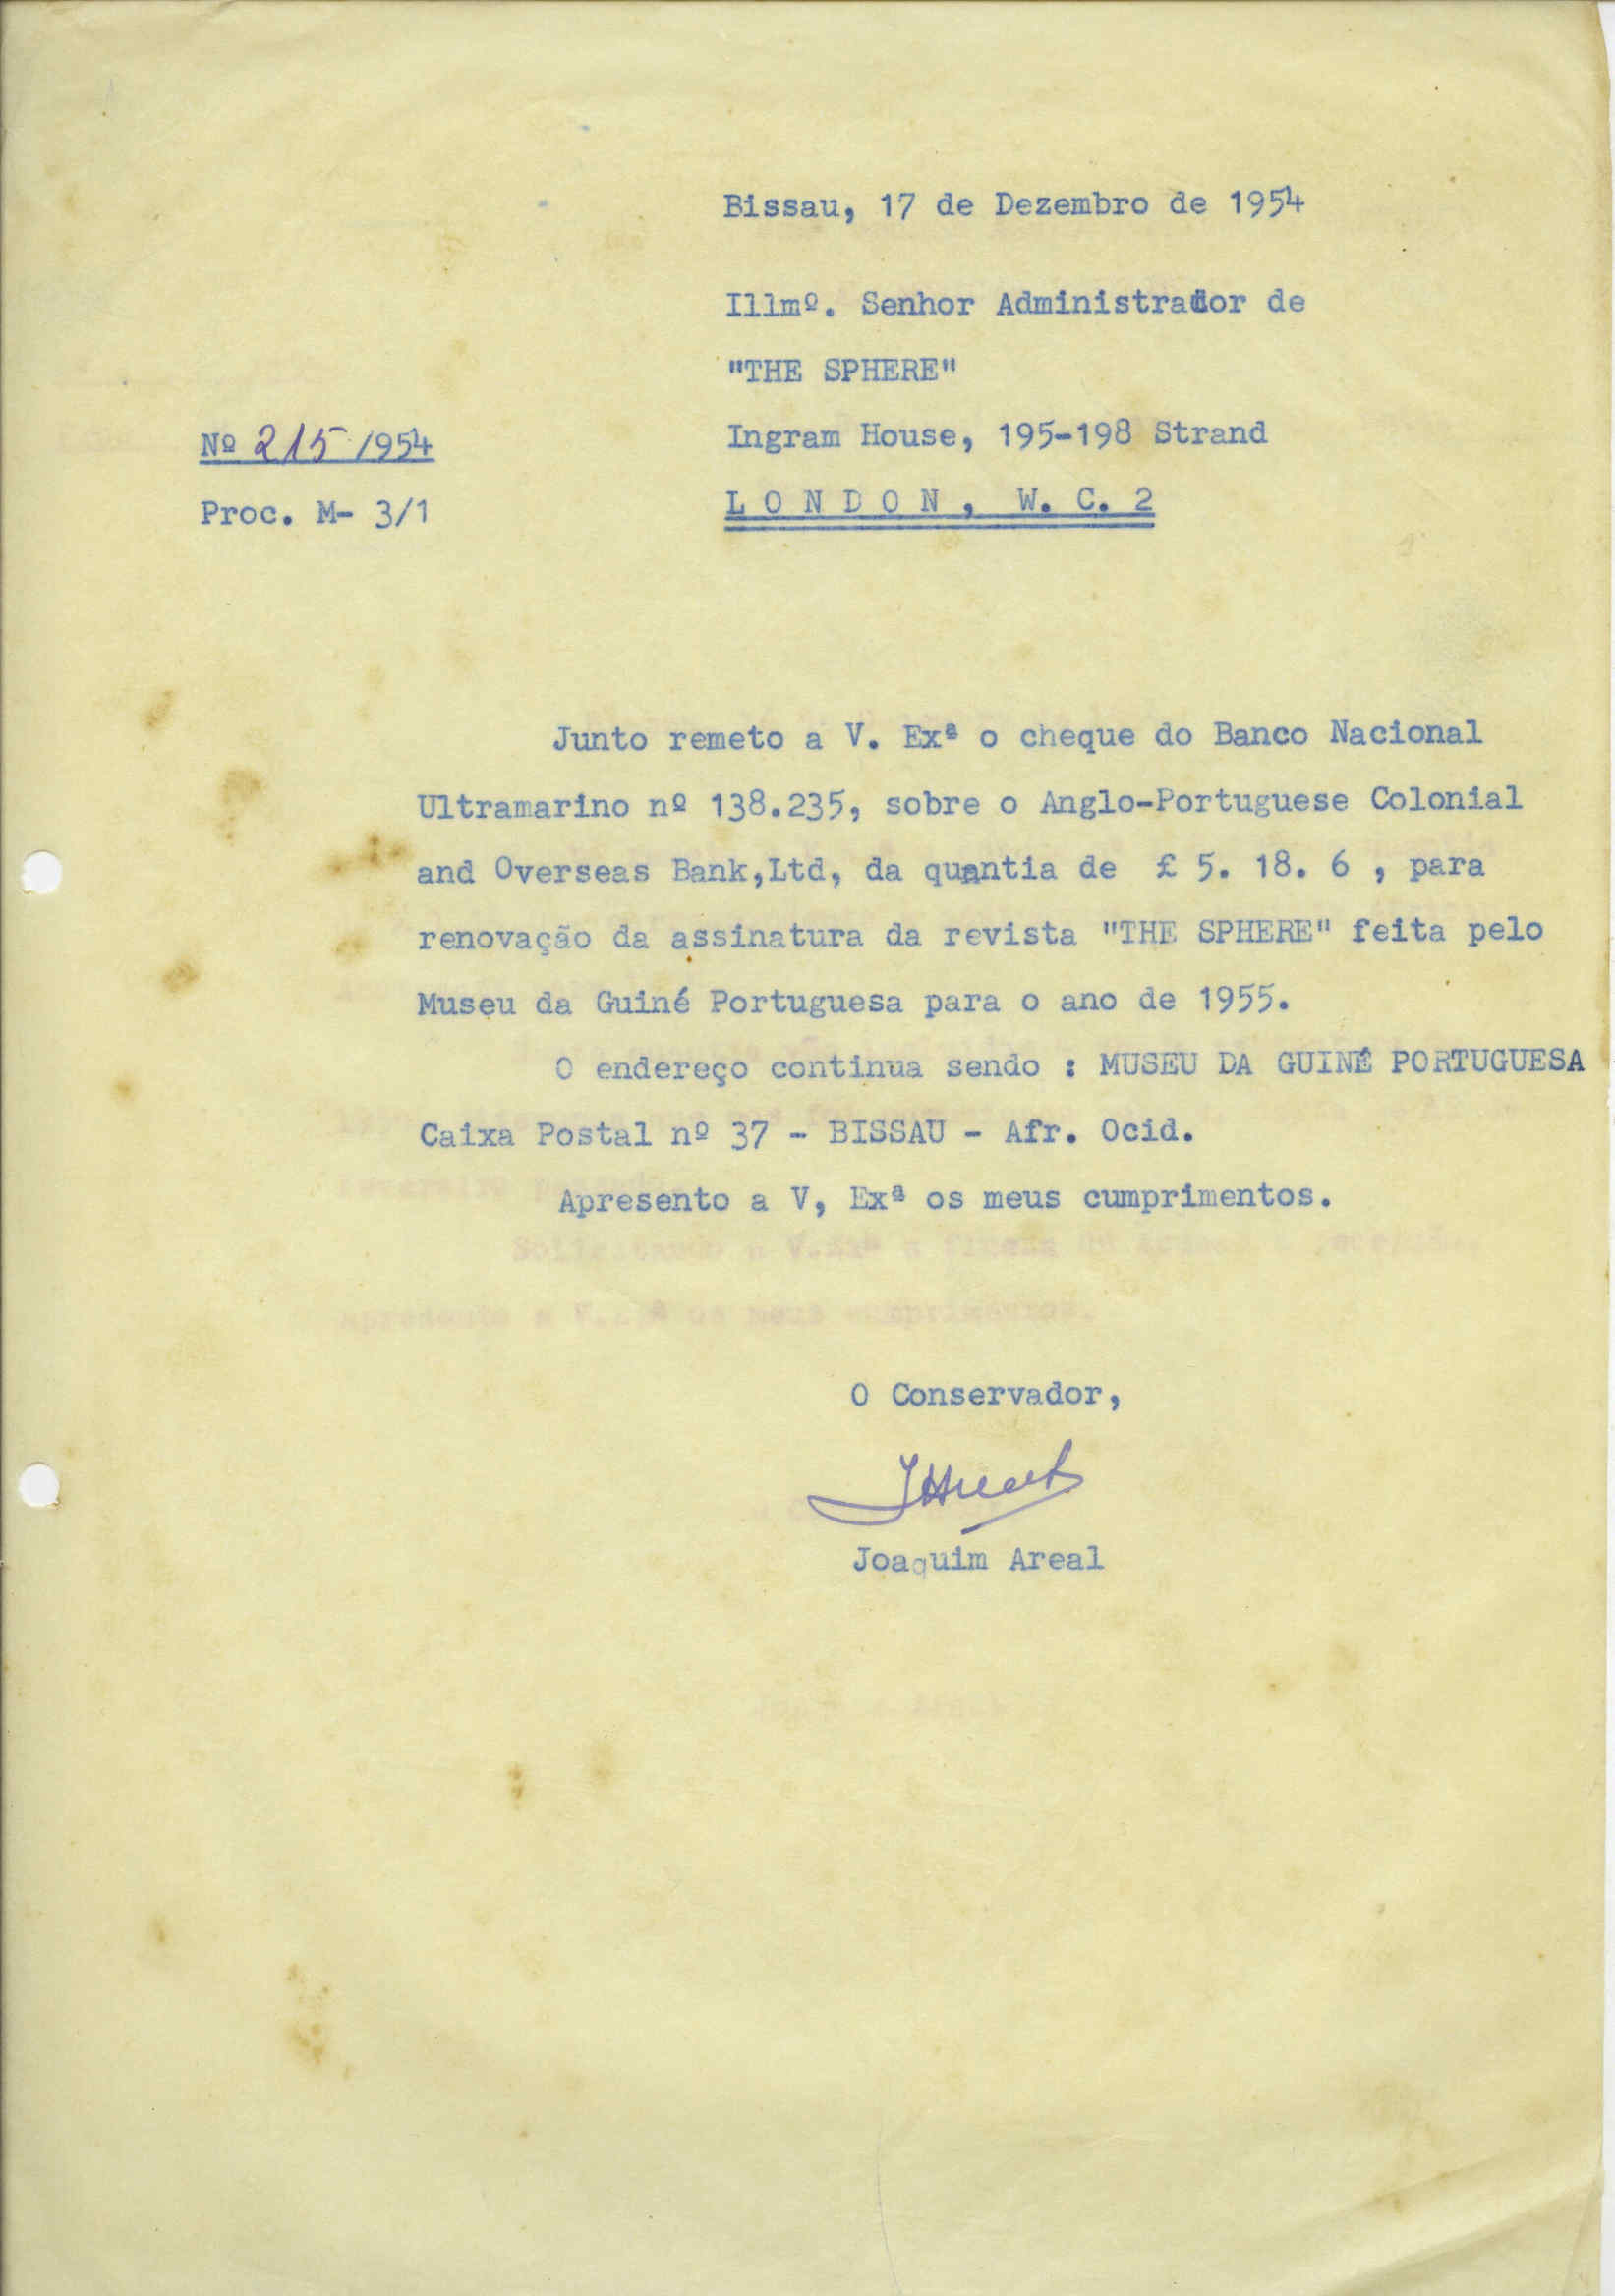 Bissau, 17 de Dezembro de 1954
Illmº. Senhor Administrador de
"THE SPHERE"
Ingram House, 195-198 Strand
LONDON, W. C. 2
Nº 215/954
Proc. M- 3/1
Junto remeto a V. Exª o cheque do Banco Nacional
Ultramarino nº 138.235, sobre o Anglo-Portuguese Colonial
and Overseas Bank,Ltd, da quantia de £ 5. 18. 6 , para
renovação da assinatura da revista "THE SPHERE" feita pelo
Museu da Guiné Portuguesa para o ano de 1955.
O endereço continua sendo : MUSEU DA GUINÉ PORTUGUESA
Caixa Postal nº 37 - BISSAU - Afr. Ocid.
Apresento a V, Exª os meus cumprimentos.
O Conservador,
Joaquim Areal